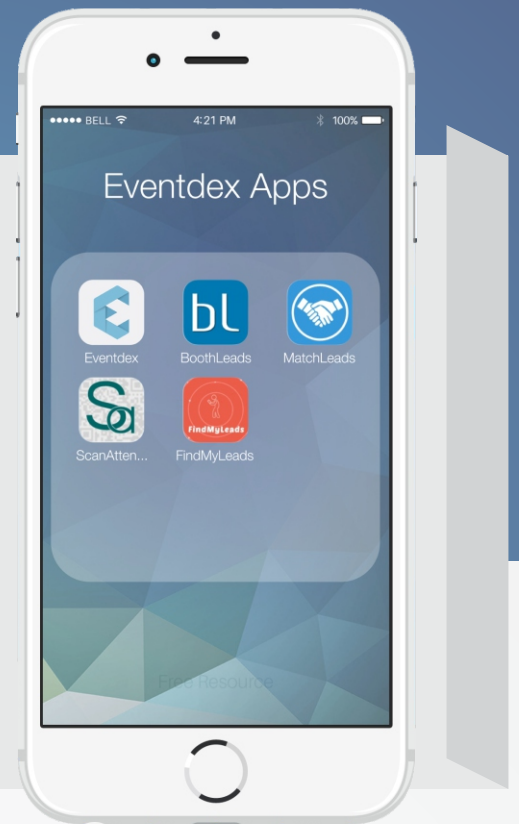 BELL 4:21 PM 100%
Eventdex Apps
bl
Eventdex BoothLeads MatchLeads
Sa FindMyLeads
ScanAtten... FindMyLeads
Free Resource